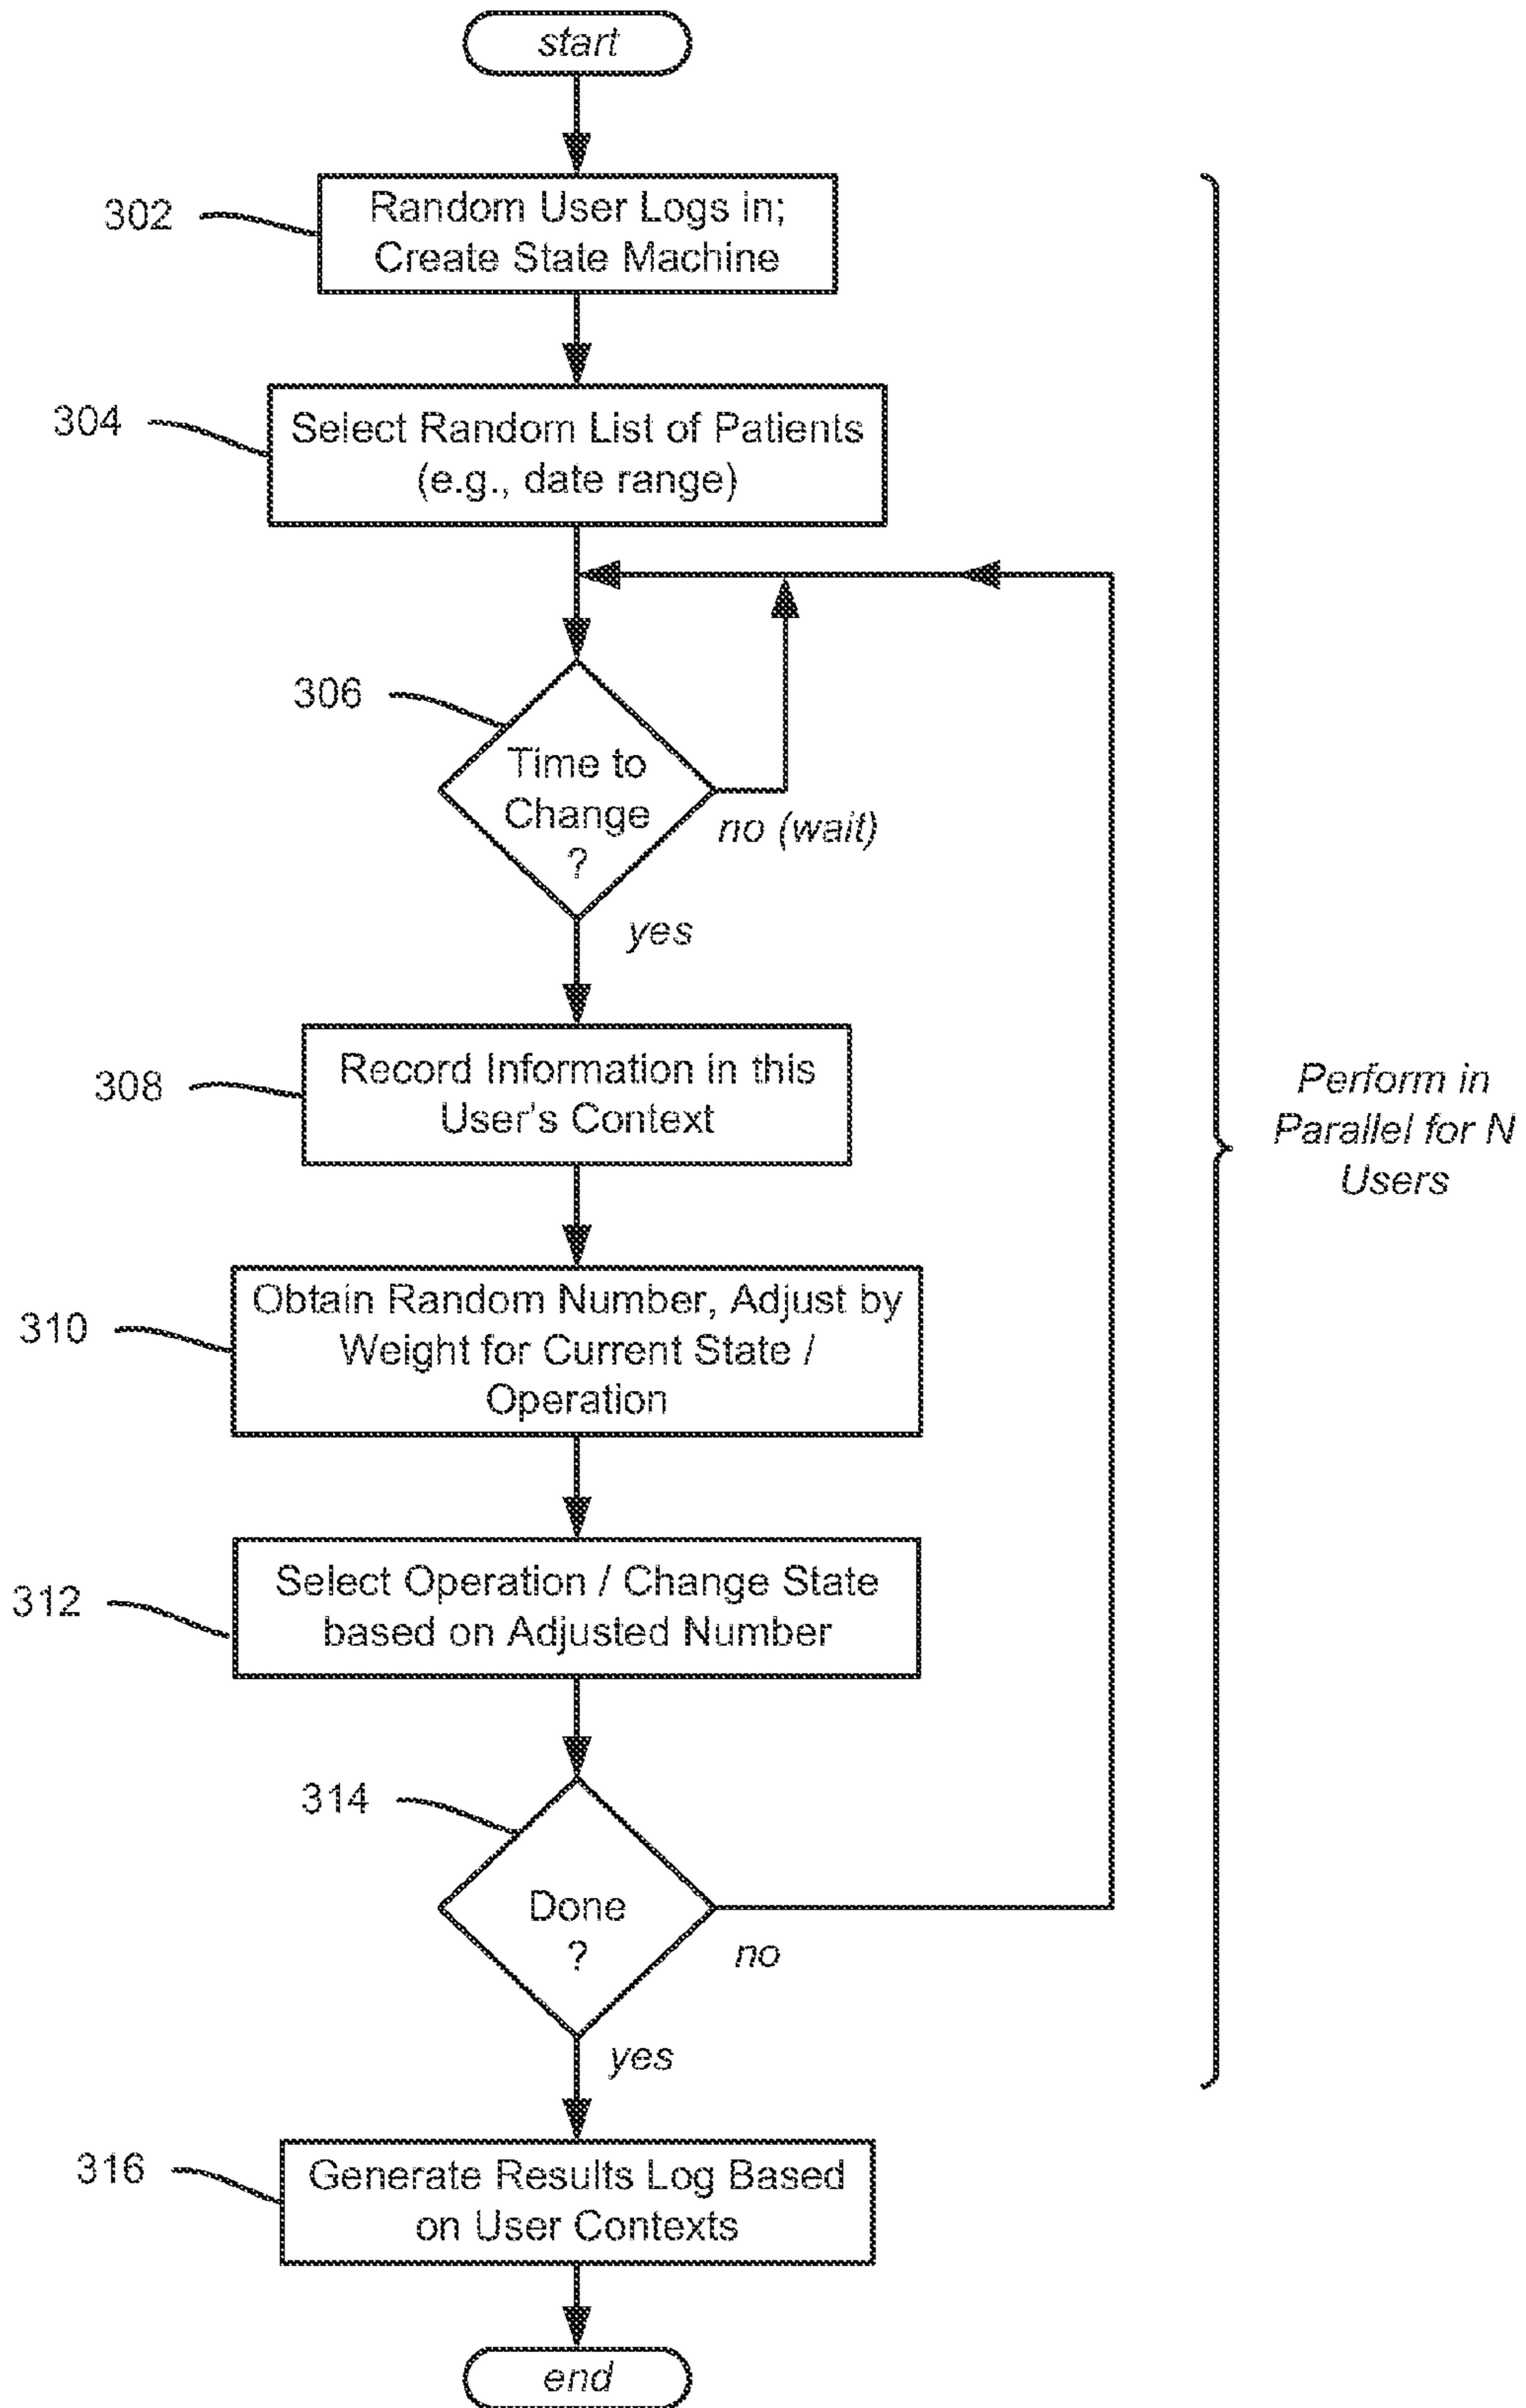 start
302
Random User Logs in;
Create State Machine
304
Select Random List of Patients
(e.g., date range)
306
Time to
Change
?
no (wait)
yes
308
Record Information in this
User's Context
Perform in
Parallel for N
Users
310
Obtain Random Number, Adjust by
Weight for Current State /
Operation
312
Select Operation / Change State
based on Adjusted Number
314
Done
?
no
yes
316
Generate Results Log Based
on User Contexts
end